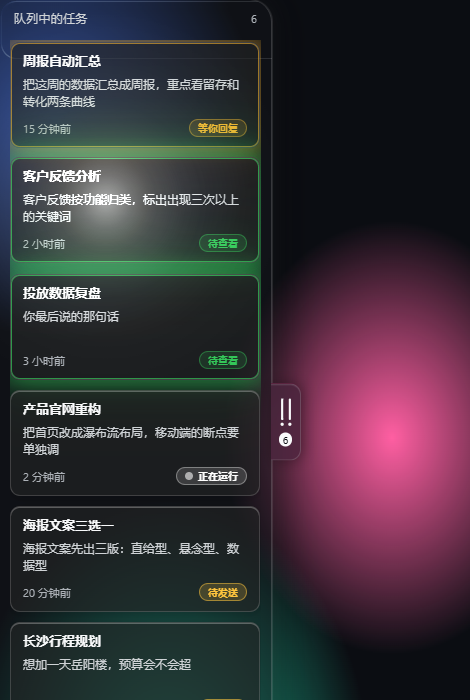 队列中的任务 6
周报自动汇总
把这周的数据汇总成周报，重点看留存和
转化两条曲线
15 分钟前 等你回复
客户反馈分析
客户反馈按功能归类，标出出现三次以上
的关键词
2 小时前 待查看
投放数据复盘
你最后说的那句话
3 小时前 待查看
产品官网重构
把首页改成瀑布流布局，移动端的断点要
单独调
2 分钟前 正在运行
6
海报文案三选一
海报文案先出三版：直给型、悬念型、数
据型
20 分钟前 待发送
长沙行程规划
想加一天岳阳楼，预算会不会超